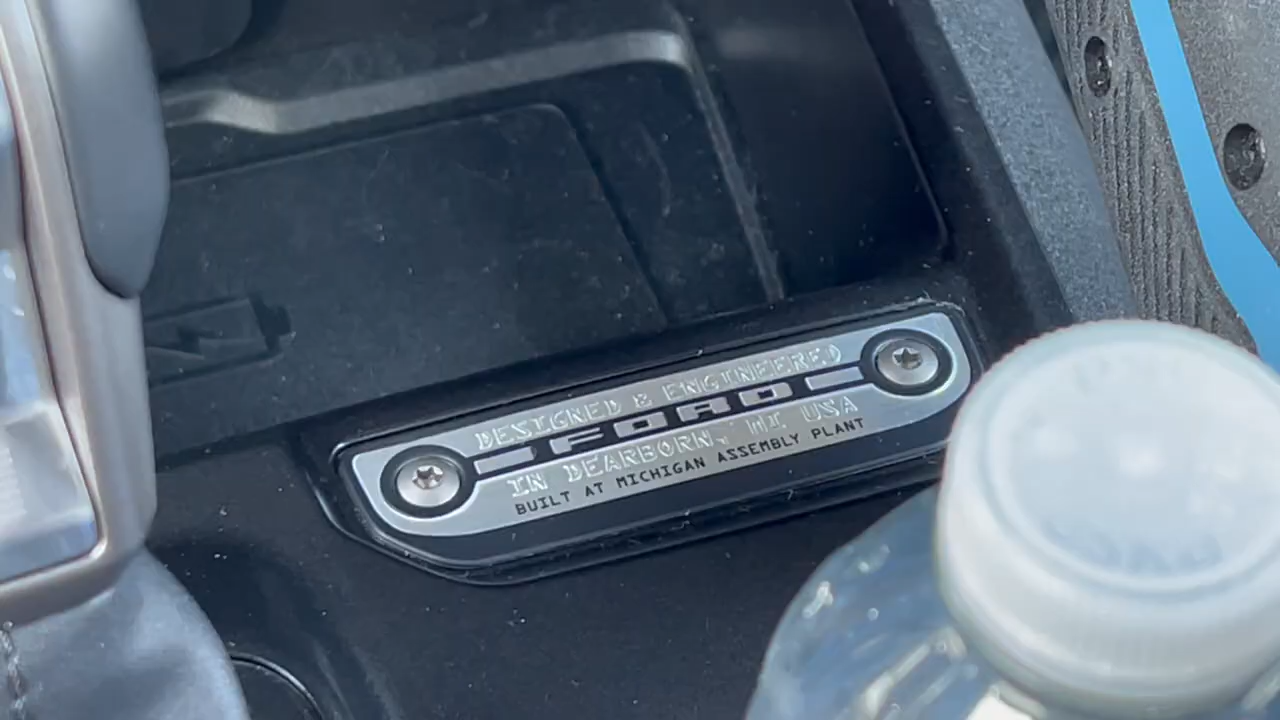 DESIGNED & ENGINEERED
FORD
IN DEARBORN, MI USA
BUILT AT MICHIGAN ASSEMBLY PLANT